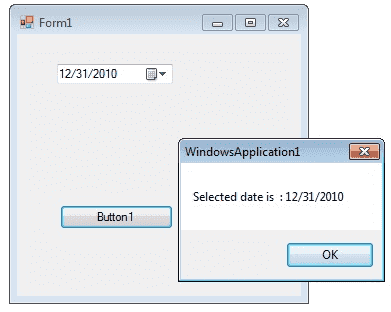 Form1
12/31/2010
WindowsApplication1
Selected date is : 12/31/2010
Button1
OK